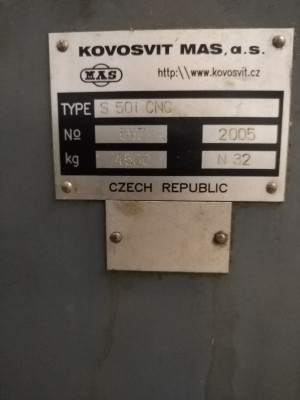 KOVOSVIT MAS, a.s.
MAS http:\\www.kovosvit.cz
TYPE S 50i CNC
No 2005
kg N 32
CZECH REPUBLIC